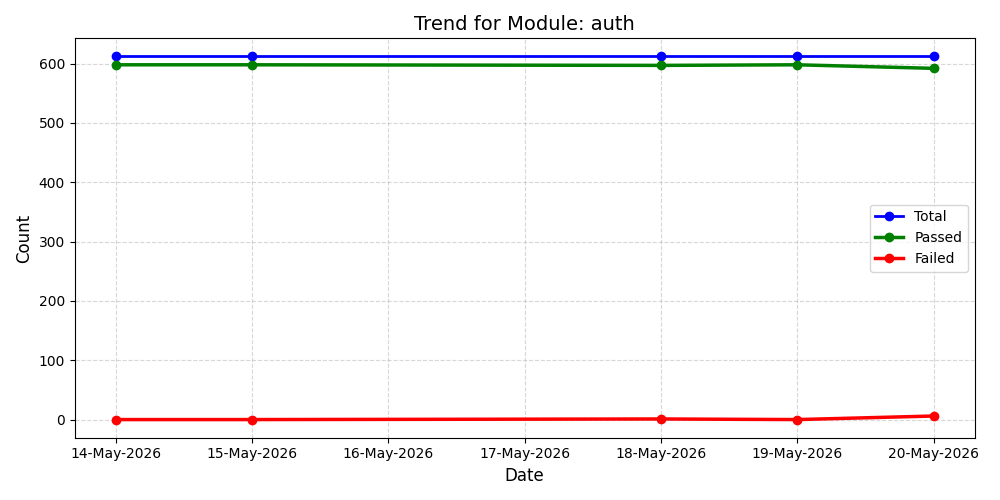 Trend for Module: auth
600
500
400
300
200
100
0
Count
Total
Passed
Failed
14-May-2026
15-May-2026
16-May-2026
17-May-2026
18-May-2026
19-May-2026
20-May-2026
Date